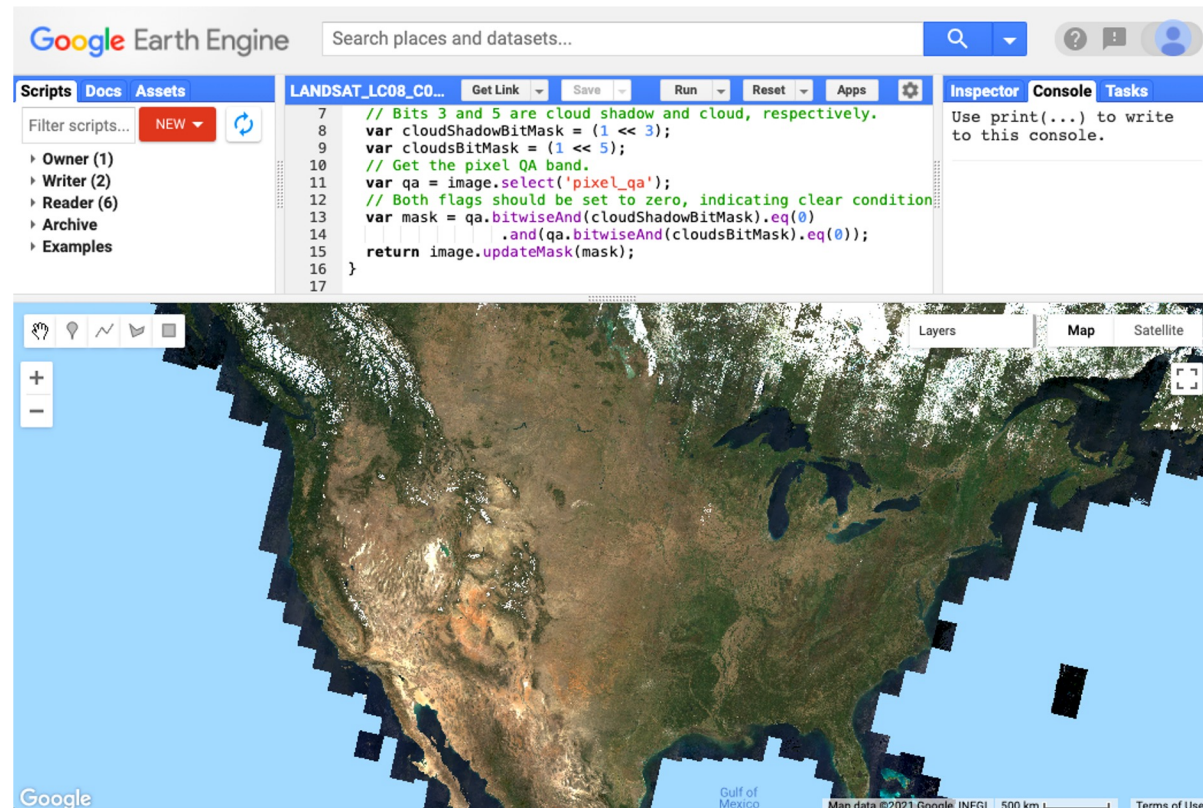 Google Earth Engine
Search places and datasets...
Scripts Docs Assets
Filter scripts... NEW
Owner (1)
Writer (2)
Reader (6)
Archive
Examples
LANDSAT_LC08_C0... Get Link Save Run Reset Apps
7 // Bits 3 and 5 are cloud shadow and cloud, respectively.
8 var cloudShadowBitMask = (1 << 3);
9 var cloudsBitMask = (1 << 5);
10 // Get the pixel QA band.
11 var qa = image.select('pixel_qa');
12 // Both flags should be set to zero, indicating clear condition
13 var mask = qa.bitwiseAnd(cloudShadowBitMask).eq(0)
14 .and(qa.bitwiseAnd(cloudsBitMask).eq(0));
15 return image.updateMask(mask);
16 }
17
Inspector Console Tasks
Use print(...) to write
to this console.
Layers
Map Satellite
+
−
Gulf of
Mexico
Google
Map data ©2021 Google, INEGI 500 km Terms of Us